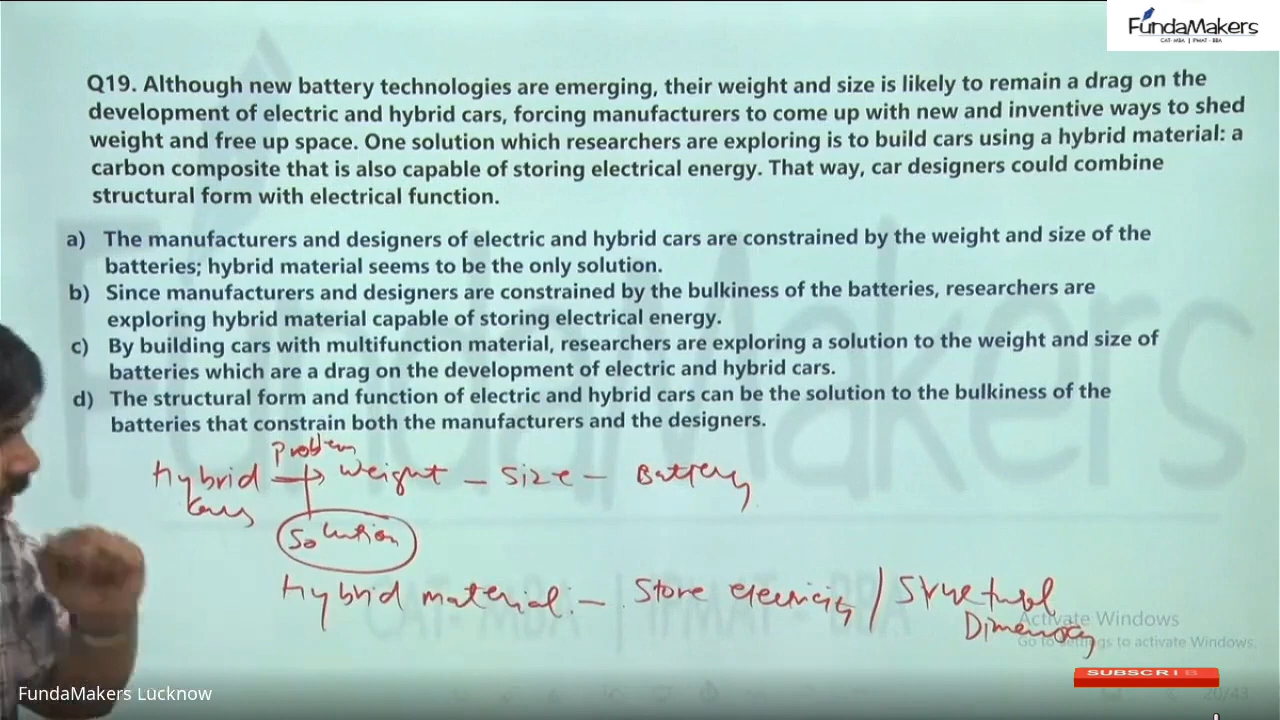 FundaMakers
CAT- MBA | IPMAT - BBA
Q19. Although new battery technologies are emerging, their weight and size is likely to remain a drag on the
development of electric and hybrid cars, forcing manufacturers to come up with new and inventive ways to shed
weight and free up space. One solution which researchers are exploring is to build cars using a hybrid material: a
carbon composite that is also capable of storing electrical energy. That way, car designers could combine
structural form with electrical function.
a) The manufacturers and designers of electric and hybrid cars are constrained by the weight and size of the
batteries; hybrid material seems to be the only solution.
b) Since manufacturers and designers are constrained by the bulkiness of the batteries, researchers are
exploring hybrid material capable of storing electrical energy.
c) By building cars with multifunction material, researchers are exploring a solution to the weight and size of
batteries which are a drag on the development of electric and hybrid cars.
d) The structural form and function of electric and hybrid cars can be the solution to the bulkiness of the
batteries that constrain both the manufacturers and the designers.
Problem
Hybrid → Weight - Size - Battery
Cars
Solution
Hybrid material - Store electricity / Structural
FundaMakers
CAT- MBA | IPMAT - BBA
Activate Windows
Go to Settings to activate Windows.
SUBSCRIB
FundaMakers Lucknow
20/43